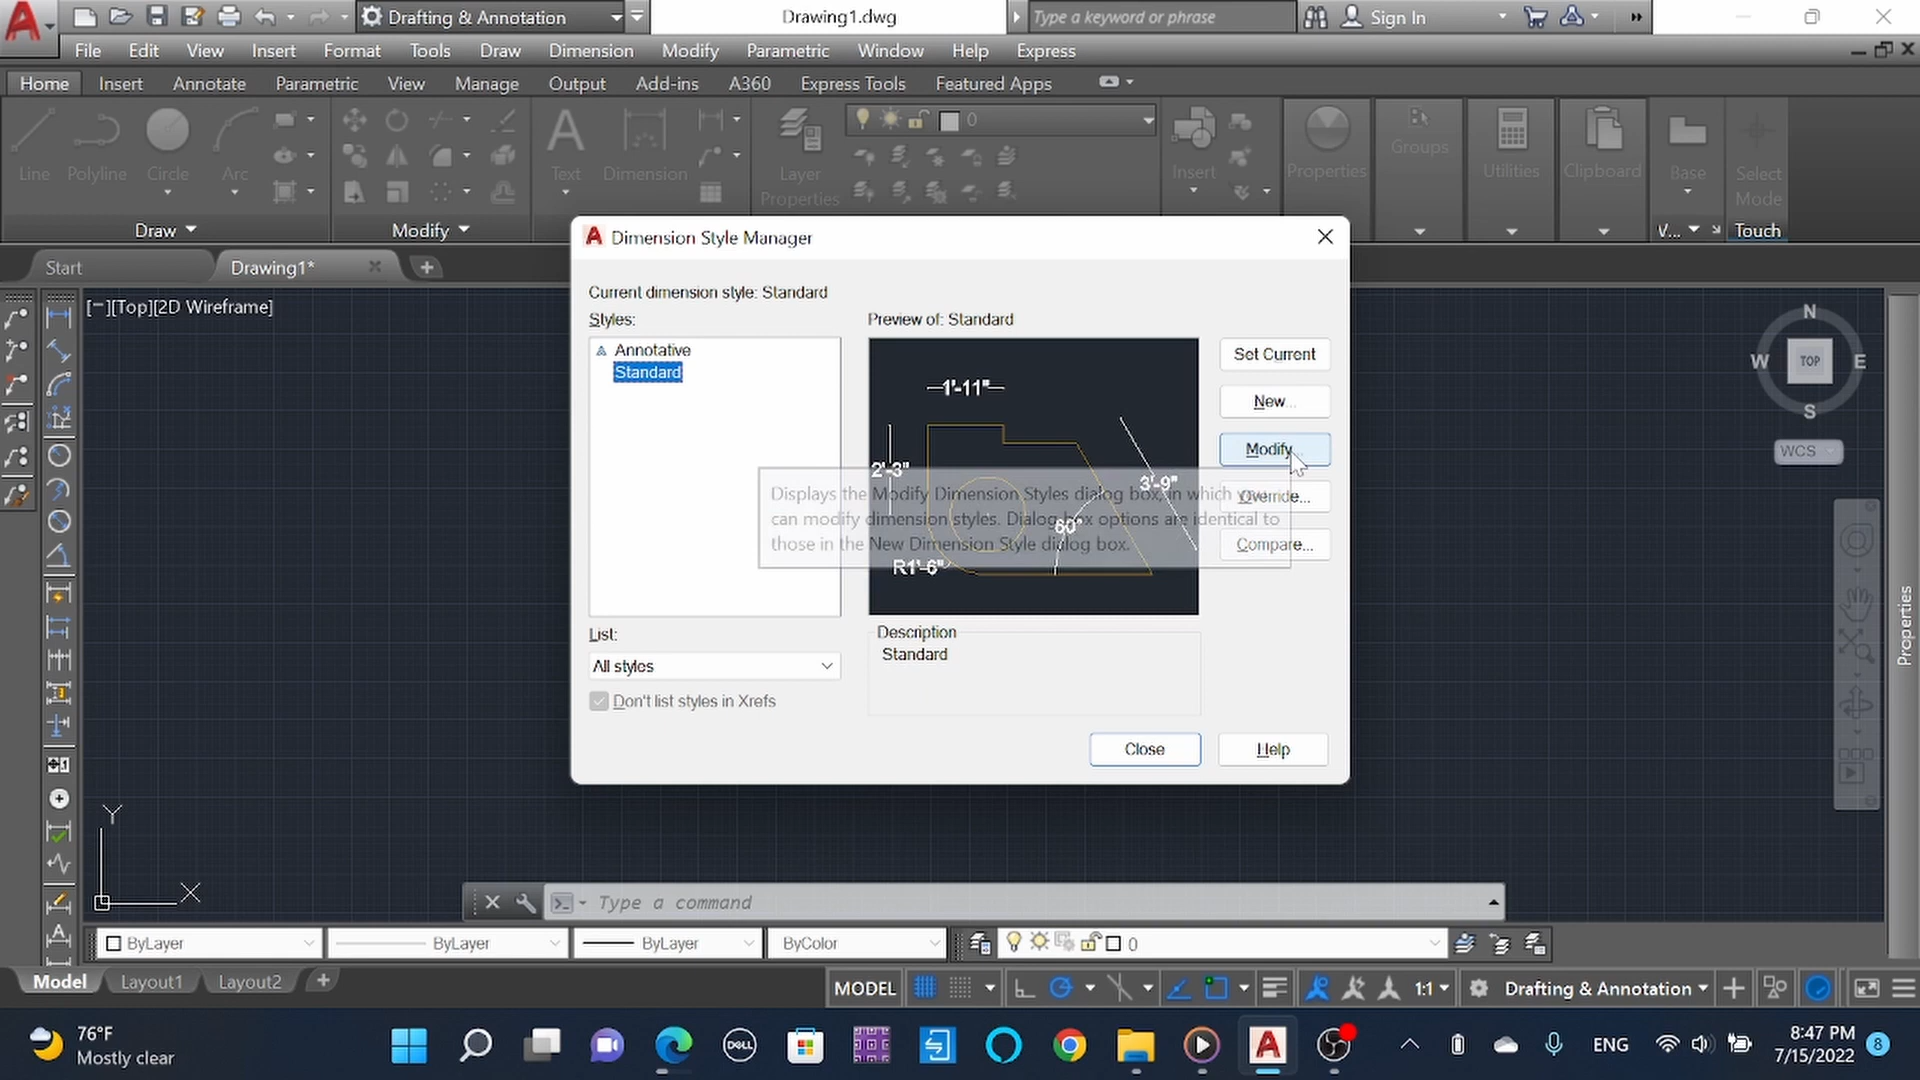 Drafting & Annotation
Drawing1.dwg
Type a keyword or phrase
Sign In
File Edit View Insert Format Tools Draw Dimension Modify Parametric Window Help Express
Home Insert Annotate Parametric View Manage Output Add-ins A360 Express Tools Featured Apps
0
Line Polyline Circle Arc Text Dimension Layer Properties Insert Properties Groups Utilities Clipboard Base Select Mode
Draw Modify V... Touch
Start Drawing1*
[−][Top][2D Wireframe]
Dimension Style Manager
Current dimension style: Standard
Styles:
Preview of: Standard
Annotative
Standard
1'-11"
2'-3"
3'-9"
60°
R1'-6"
Set Current
New...
Modify...
Override...
Compare...
Displays the Modify Dimension Styles dialog box, in which you
can modify dimension styles. Dialog box options are identical to
those in the New Dimension Style dialog box.
List:
All styles
Don't list styles in Xrefs
Description
Standard
Close
Help
N
W TOP E
S
WCS
Properties
Y
X
Type a command
ByLayer ByLayer ByLayer ByColor 0
Model Layout1 Layout2
MODEL 1:1 Drafting & Annotation
76°F
Mostly clear
DELL
ENG
8:47 PM
7/15/2022
8